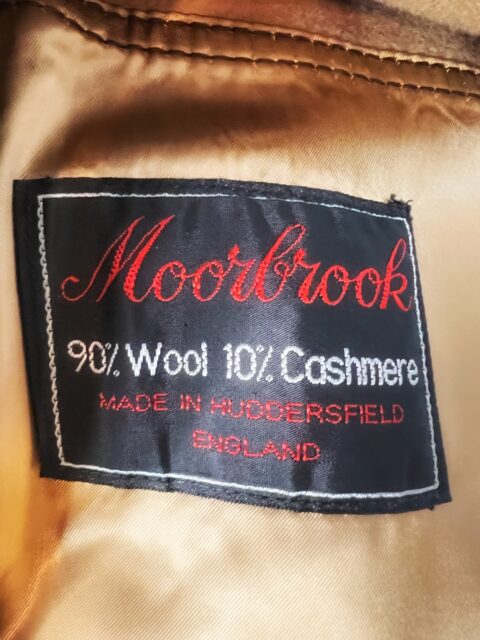 Moorbrook
90% Wool 10% Cashmere
MADE IN HUDDERSFIELD
ENGLAND